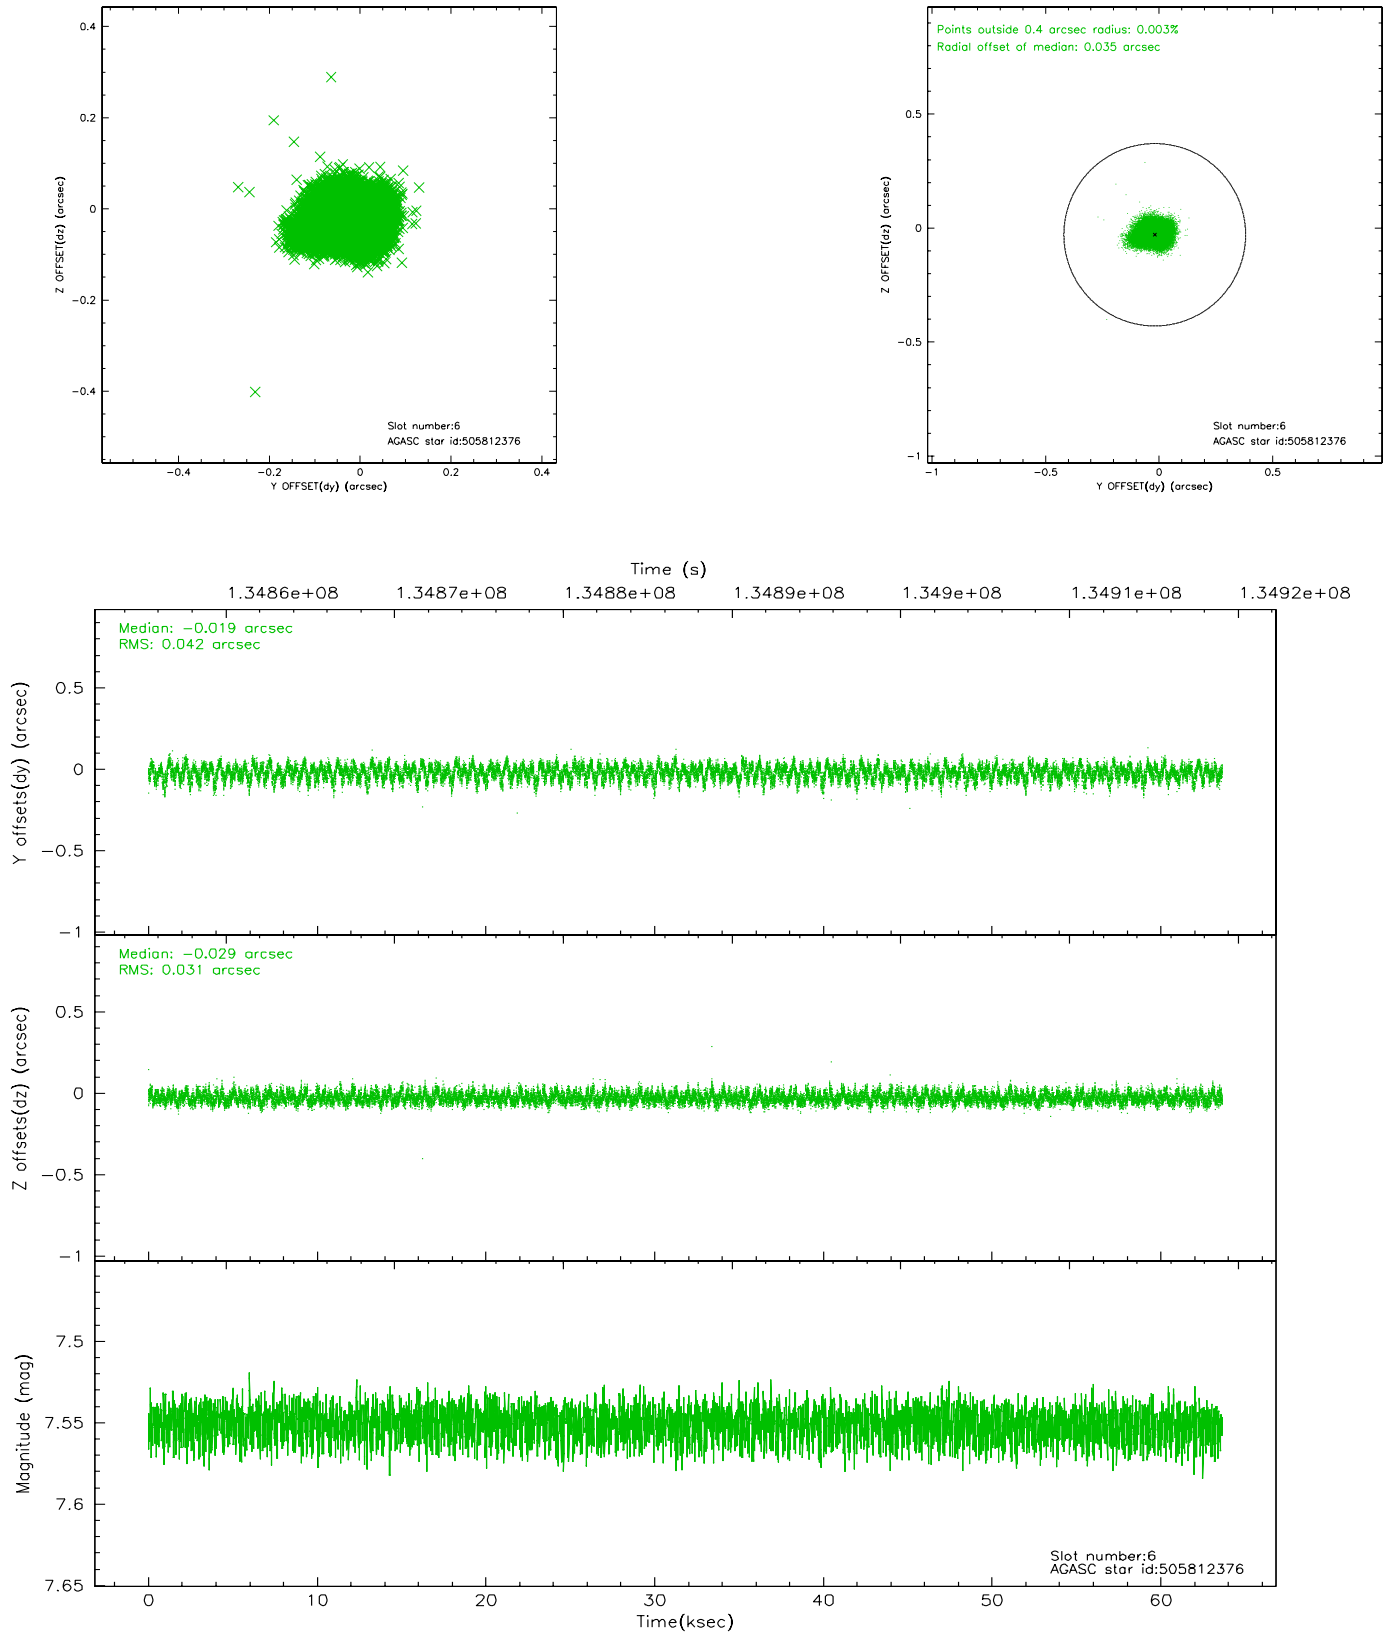 0.4
0.2
0
−0.2
−0.4
Z OFFSET(dz) (arcsec)
Slot number:6
AGASC star id:505812376
−0.4
−0.2
0
0.2
0.4
Y OFFSET(dy) (arcsec)
Points outside 0.4 arcsec radius: 0.003%
Radial offset of median: 0.035 arcsec
0.5
0
−0.5
−1
Z OFFSET(dz) (arcsec)
Slot number:6
AGASC star id:505812376
−1
−0.5
0
0.5
Y OFFSET(dy) (arcsec)
Time (s)
1.3486e+08
1.3487e+08
1.3488e+08
1.3489e+08
1.349e+08
1.3491e+08
1.3492e+08
Median: −0.019 arcsec
RMS: 0.042 arcsec
0.5
0
−0.5
−1
Y offsets(dy) (arcsec)
Median: −0.029 arcsec
RMS: 0.031 arcsec
0.5
0
−0.5
−1
Z offsets(dz) (arcsec)
7.5
7.55
7.6
7.65
Magnitude (mag)
Slot number:6
AGASC star id:505812376
0
10
20
30
40
50
60
Time(ksec)